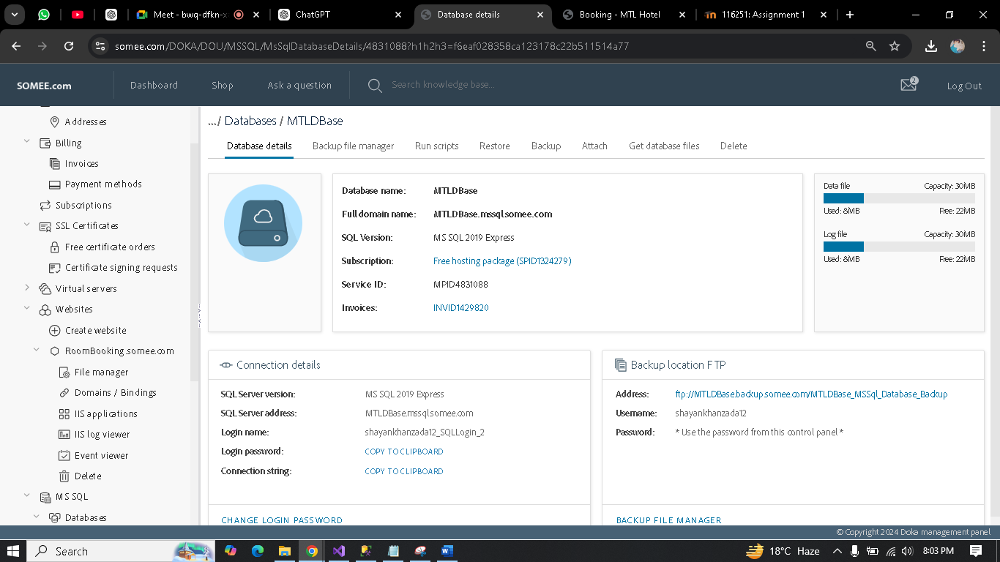 Meet - bwq-dfkn-x
ChatGPT
Database details
Booking - MTL Hotel
116251: Assignment 1
somee.com/DOKA/DOU/MSSQL/MsSqlDatabaseDetails/4831088?h1h2h3=f6eaf028358ca123178c22b511514a77
SOMEE.com
Dashboard
Shop
Ask a question
Search knowledge base...
2
Log Out
Addresses
Billing
Invoices
Payment methods
Subscriptions
SSL Certificates
Free certificate orders
Certificate signing requests
Virtual servers
Websites
Create website
RoomBooking.somee.com
File manager
Domains / Bindings
IIS applications
IIS log viewer
Event viewer
Delete
MS SQL
Databases
.../ Databases / MTLDBase
Database details
Backup file manager
Run scripts
Restore
Backup
Attach
Get database files
Delete
Database name: MTLDBase
Full domain name: MTLDBase.mssql.somee.com
SQL Version: MS SQL 2019 Express
Subscription: Free hosting package (SPID1324279)
Service ID: MPID4831088
Invoices: INVID1429820
Data file Capacity: 30MB
Used: 8MB Free: 22MB
Log file Capacity: 30MB
Used: 8MB Free: 22MB
Connection details
SQL Server version: MS SQL 2019 Express
SQL Server address: MTLDBase.mssql.somee.com
Login name: shayankhanzada12_SQLLogin_2
Login password: COPY TO CLIPBOARD
Connection string: COPY TO CLIPBOARD
CHANGE LOGIN PASSWORD
Backup location FTP
Address: ftp://MTLDBase.backup.somee.com/MTLDBase_MSSql_Database_Backup
Username: shayankhanzada12
Password: * Use the password from this control panel *
BACKUP FILE MANAGER
© Copyright 2024 Doka management panel
Search
18°C Haze
8:03 PM